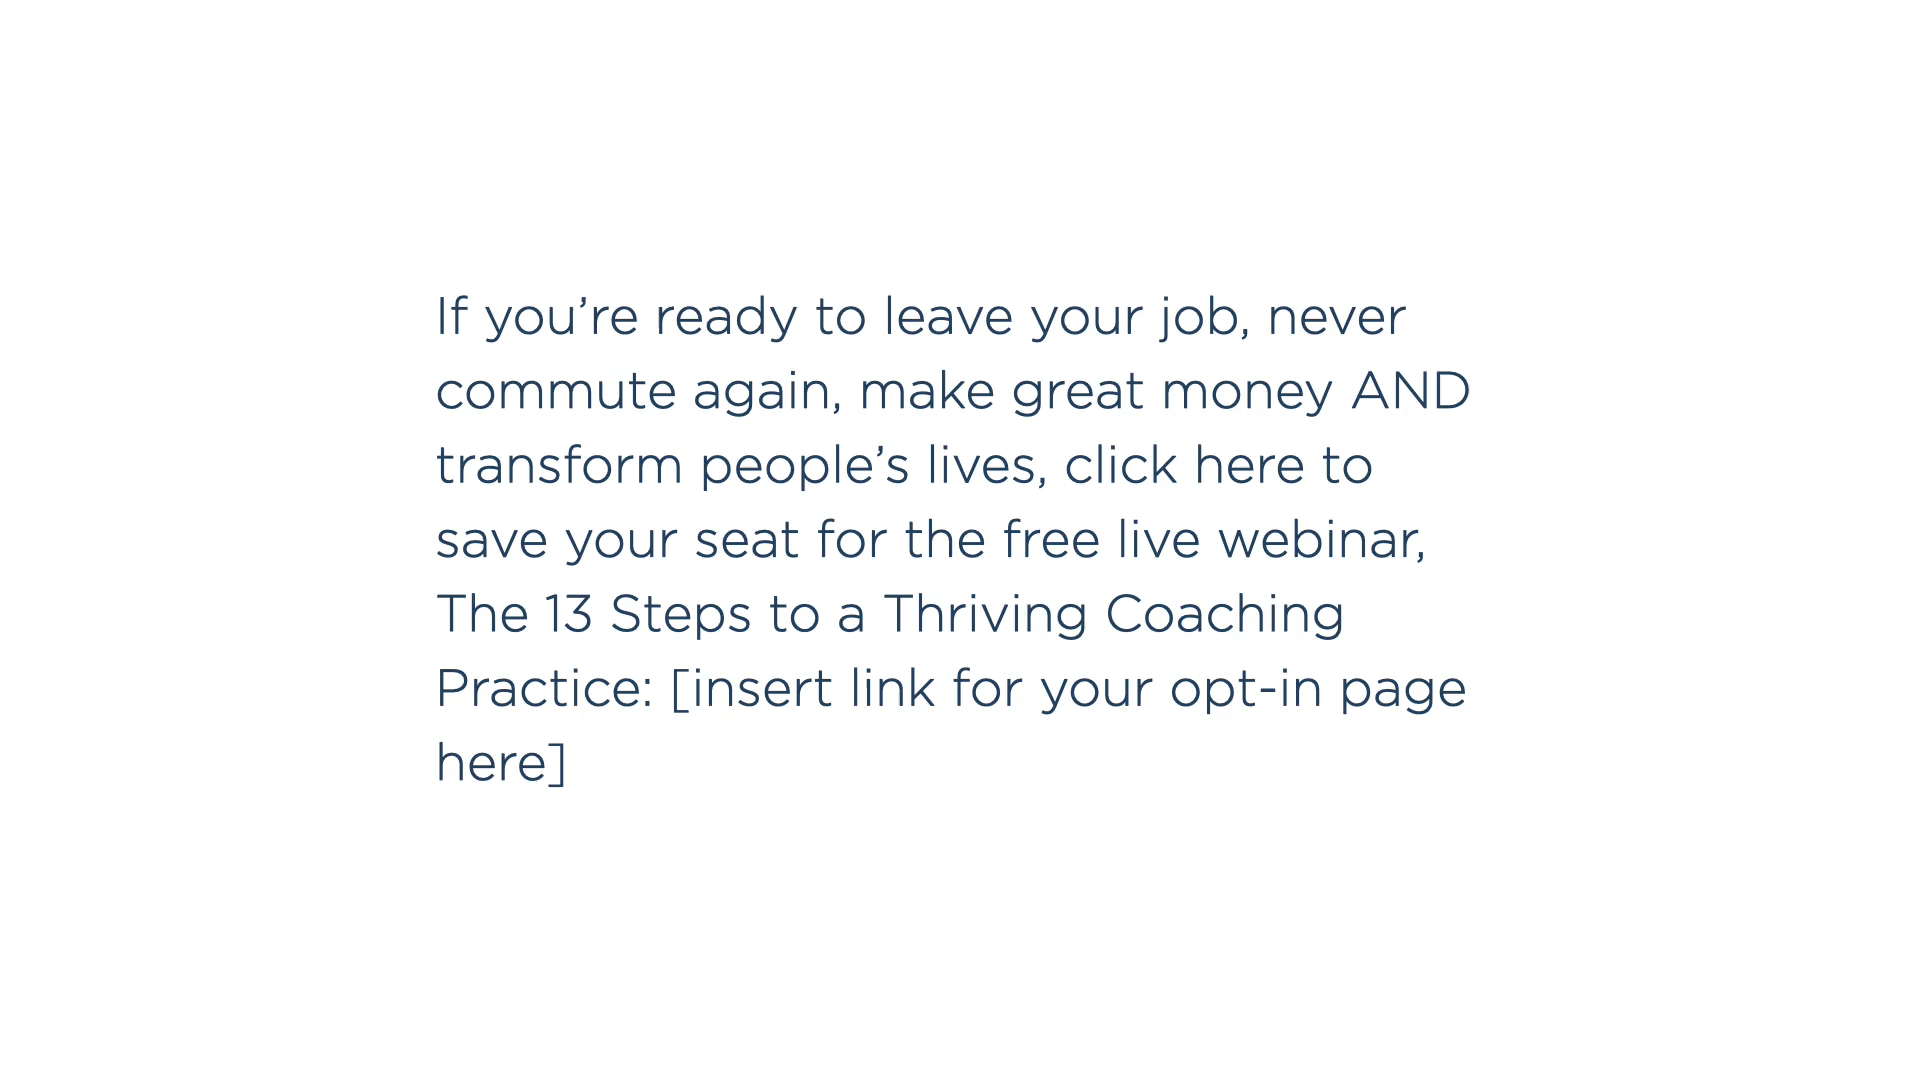 If you’re ready to leave your job, never
commute again, make great money AND
transform people’s lives, click here to
save your seat for the free live webinar,
The 13 Steps to a Thriving Coaching
Practice: [insert link for your opt-in page
here]